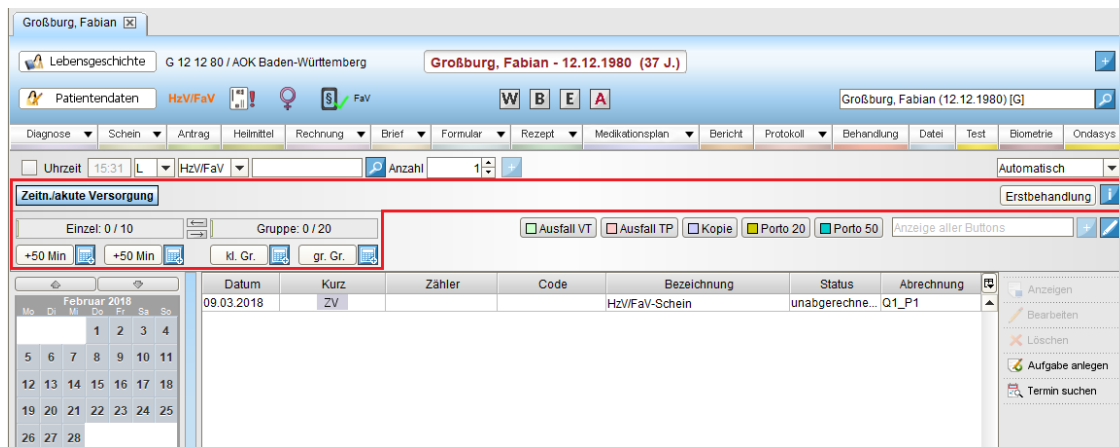 Großburg, Fabian
Lebensgeschichte G 12 12 80 / AOK Baden-Württemberg Großburg, Fabian - 12.12.1980 (37 J.)
Patientendaten HzV/FaV § FaV W B E A Großburg, Fabian (12.12.1980) [G]
Diagnose Schein Antrag Heilmittel Rechnung Brief Formular Rezept Medikationsplan Bericht Protokoll Behandlung Datei Test Biometrie Ondasys
Uhrzeit 15:31 L HzV/FaV Anzahl 1 Automatisch
Zeitn./akute Versorgung Erstbehandlung
Einzel: 0 / 10 Gruppe: 0 / 20 Ausfall VT Ausfall TP Kopie Porto 20 Porto 50 Anzeige aller Buttons
+50 Min +50 Min kl. Gr. gr. Gr.
Datum Kurz Zähler Code Bezeichnung Status Abrechnung
09.03.2018 ZV HzV/FaV-Schein unabgerechne... Q1_P1
Februar 2018
Mo Di Mi Do Fr Sa So
1 2 3 4
5 6 7 8 9 10 11
12 13 14 15 16 17 18
19 20 21 22 23 24 25
26 27 28
Anzeigen
Bearbeiten
Löschen
Aufgabe anlegen
Termin suchen